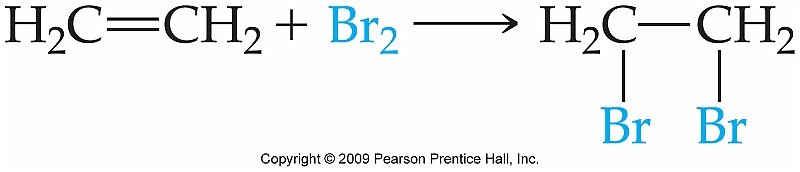 H₂C=CH₂ + Br₂ ⟶ H₂C—CH₂
Br Br
Copyright © 2009 Pearson Prentice Hall, Inc.